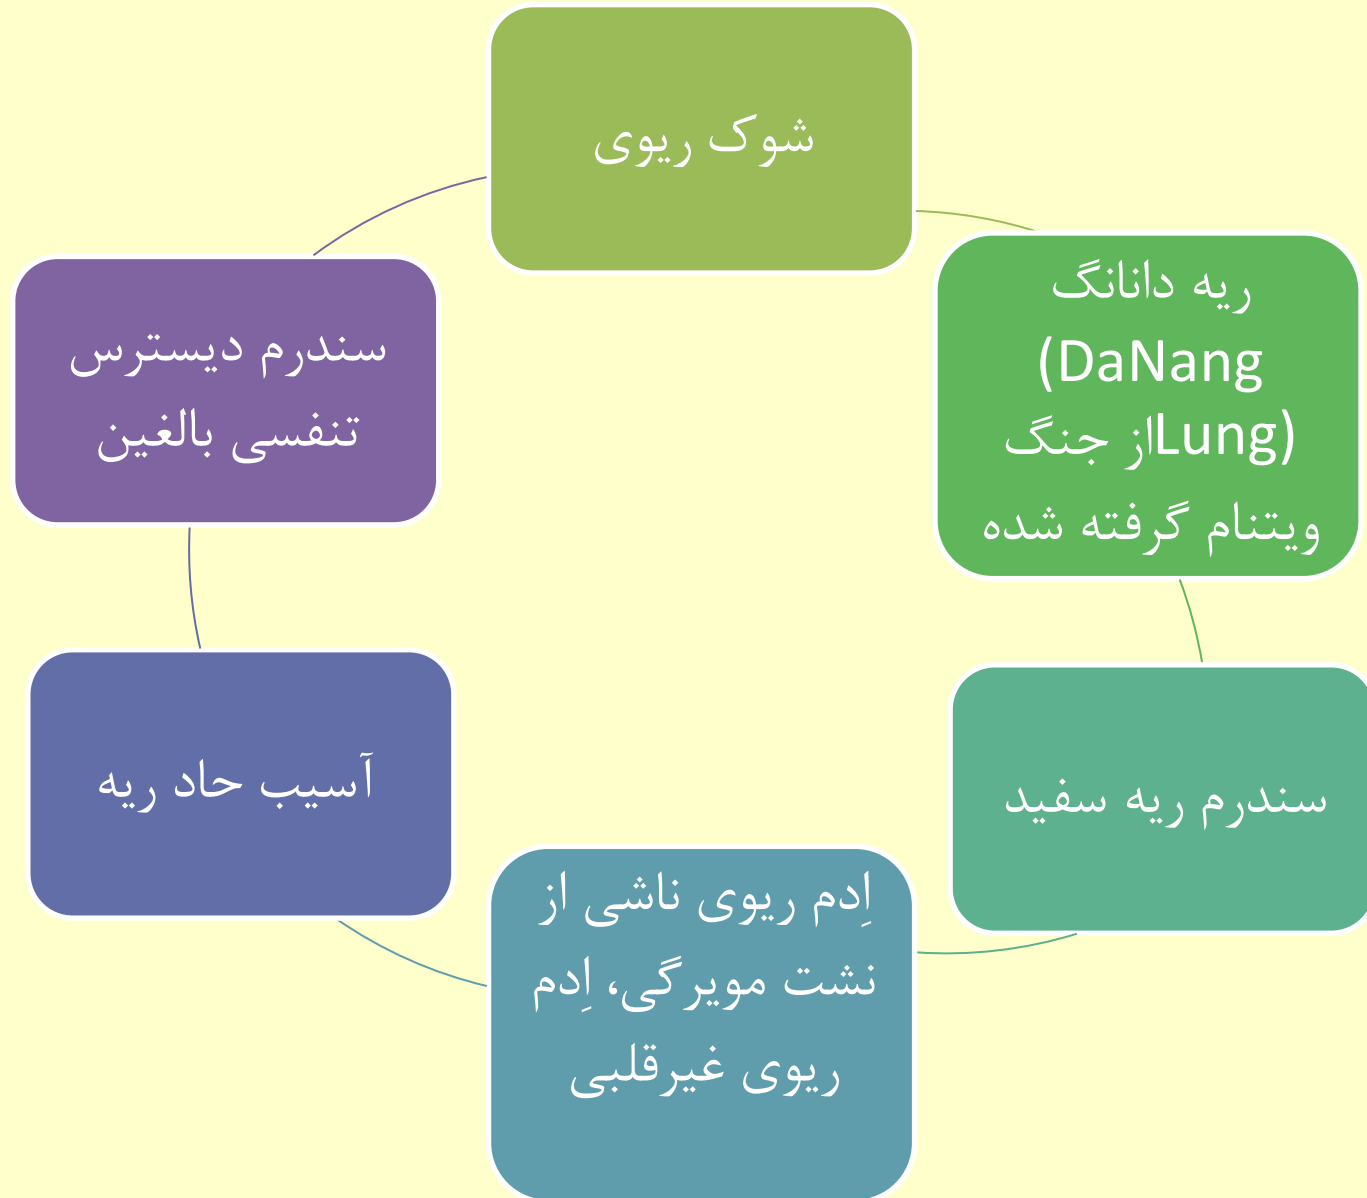 شوک ریوی
ریه دانانگ
(DaNang
Lung)از جنگ
ویتنام گرفته شده
سندرم ریه سفید
اِدم ریوی ناشی از
نشت مویرگی، اِدم
ریوی غیرقلبی
آسیب حاد ریه
سندرم دیسترس
تنفسی بالغین